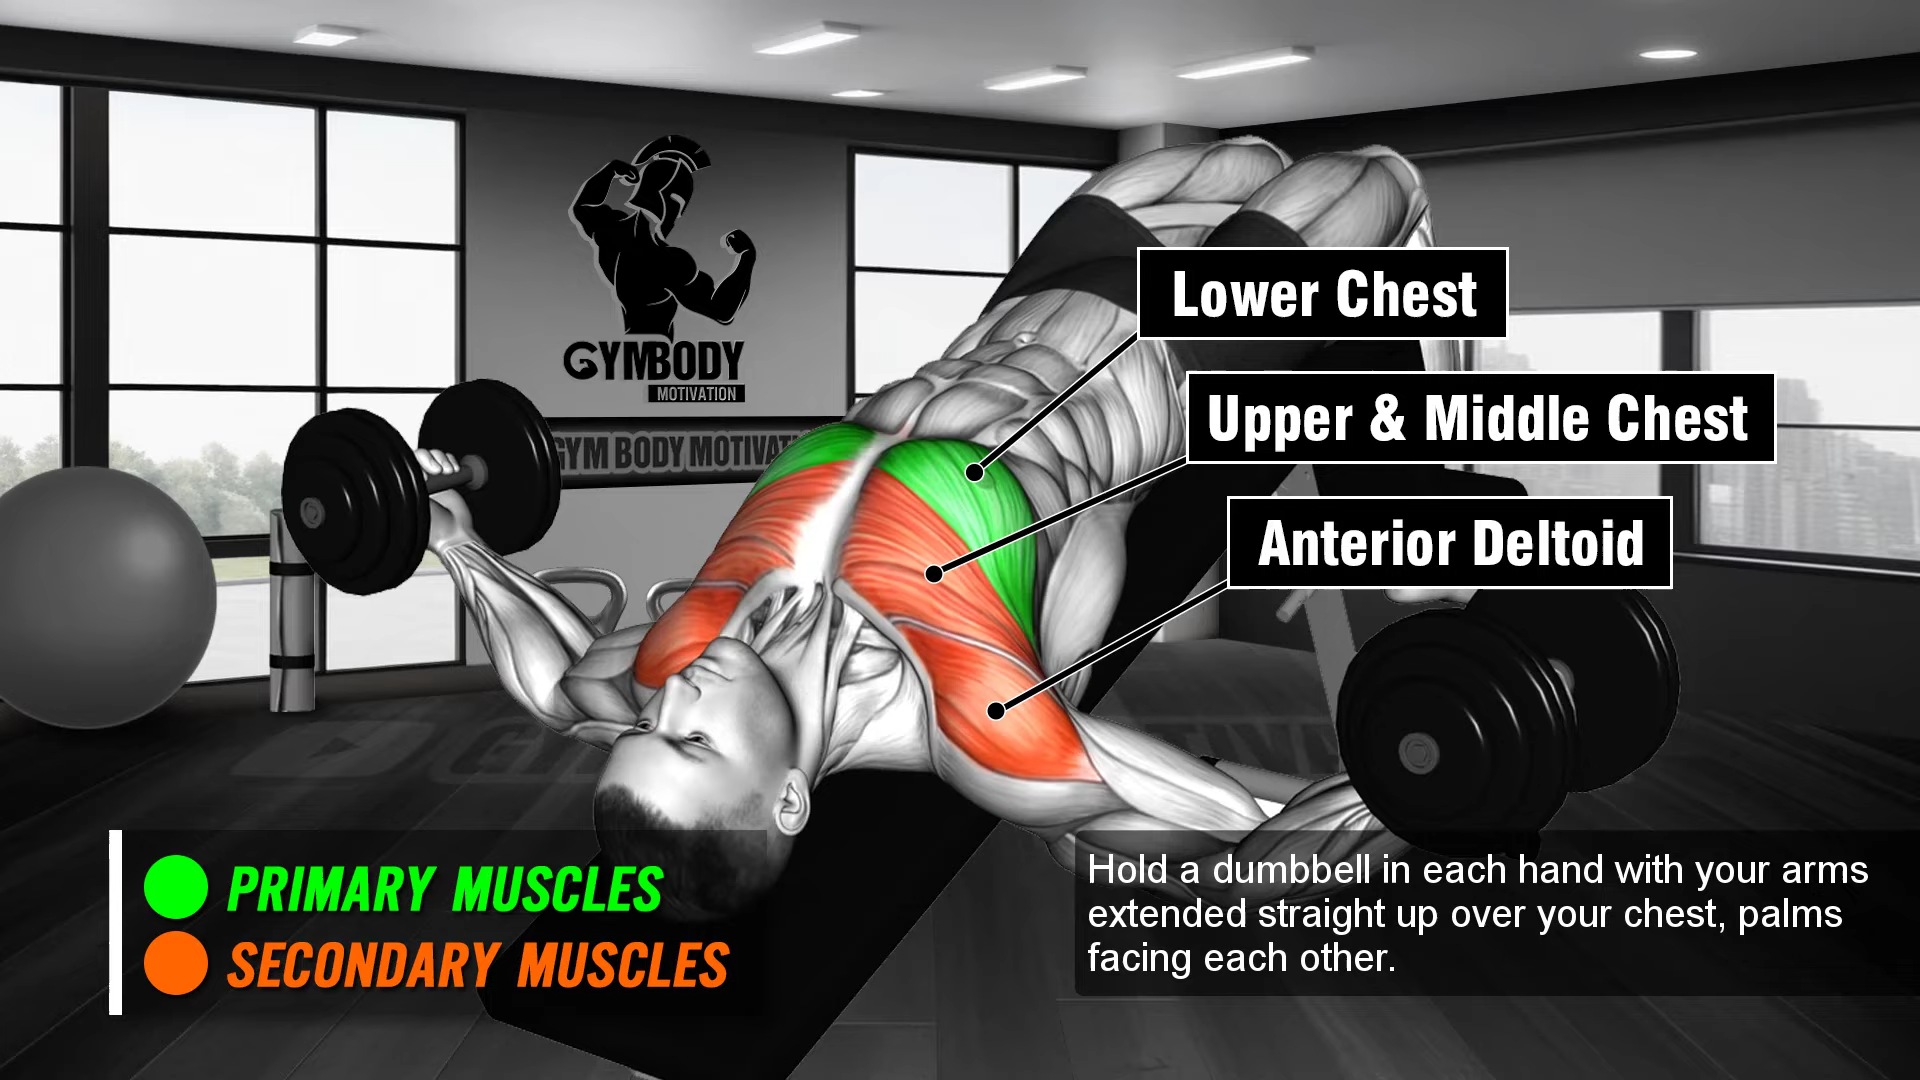 GYMBODY
MOTIVATION
GYM BODY MOTIVAT
Lower Chest
Upper & Middle Chest
Anterior Deltoid
PRIMARY MUSCLES
SECONDARY MUSCLES
Hold a dumbbell in each hand with your arms
extended straight up over your chest, palms
facing each other.